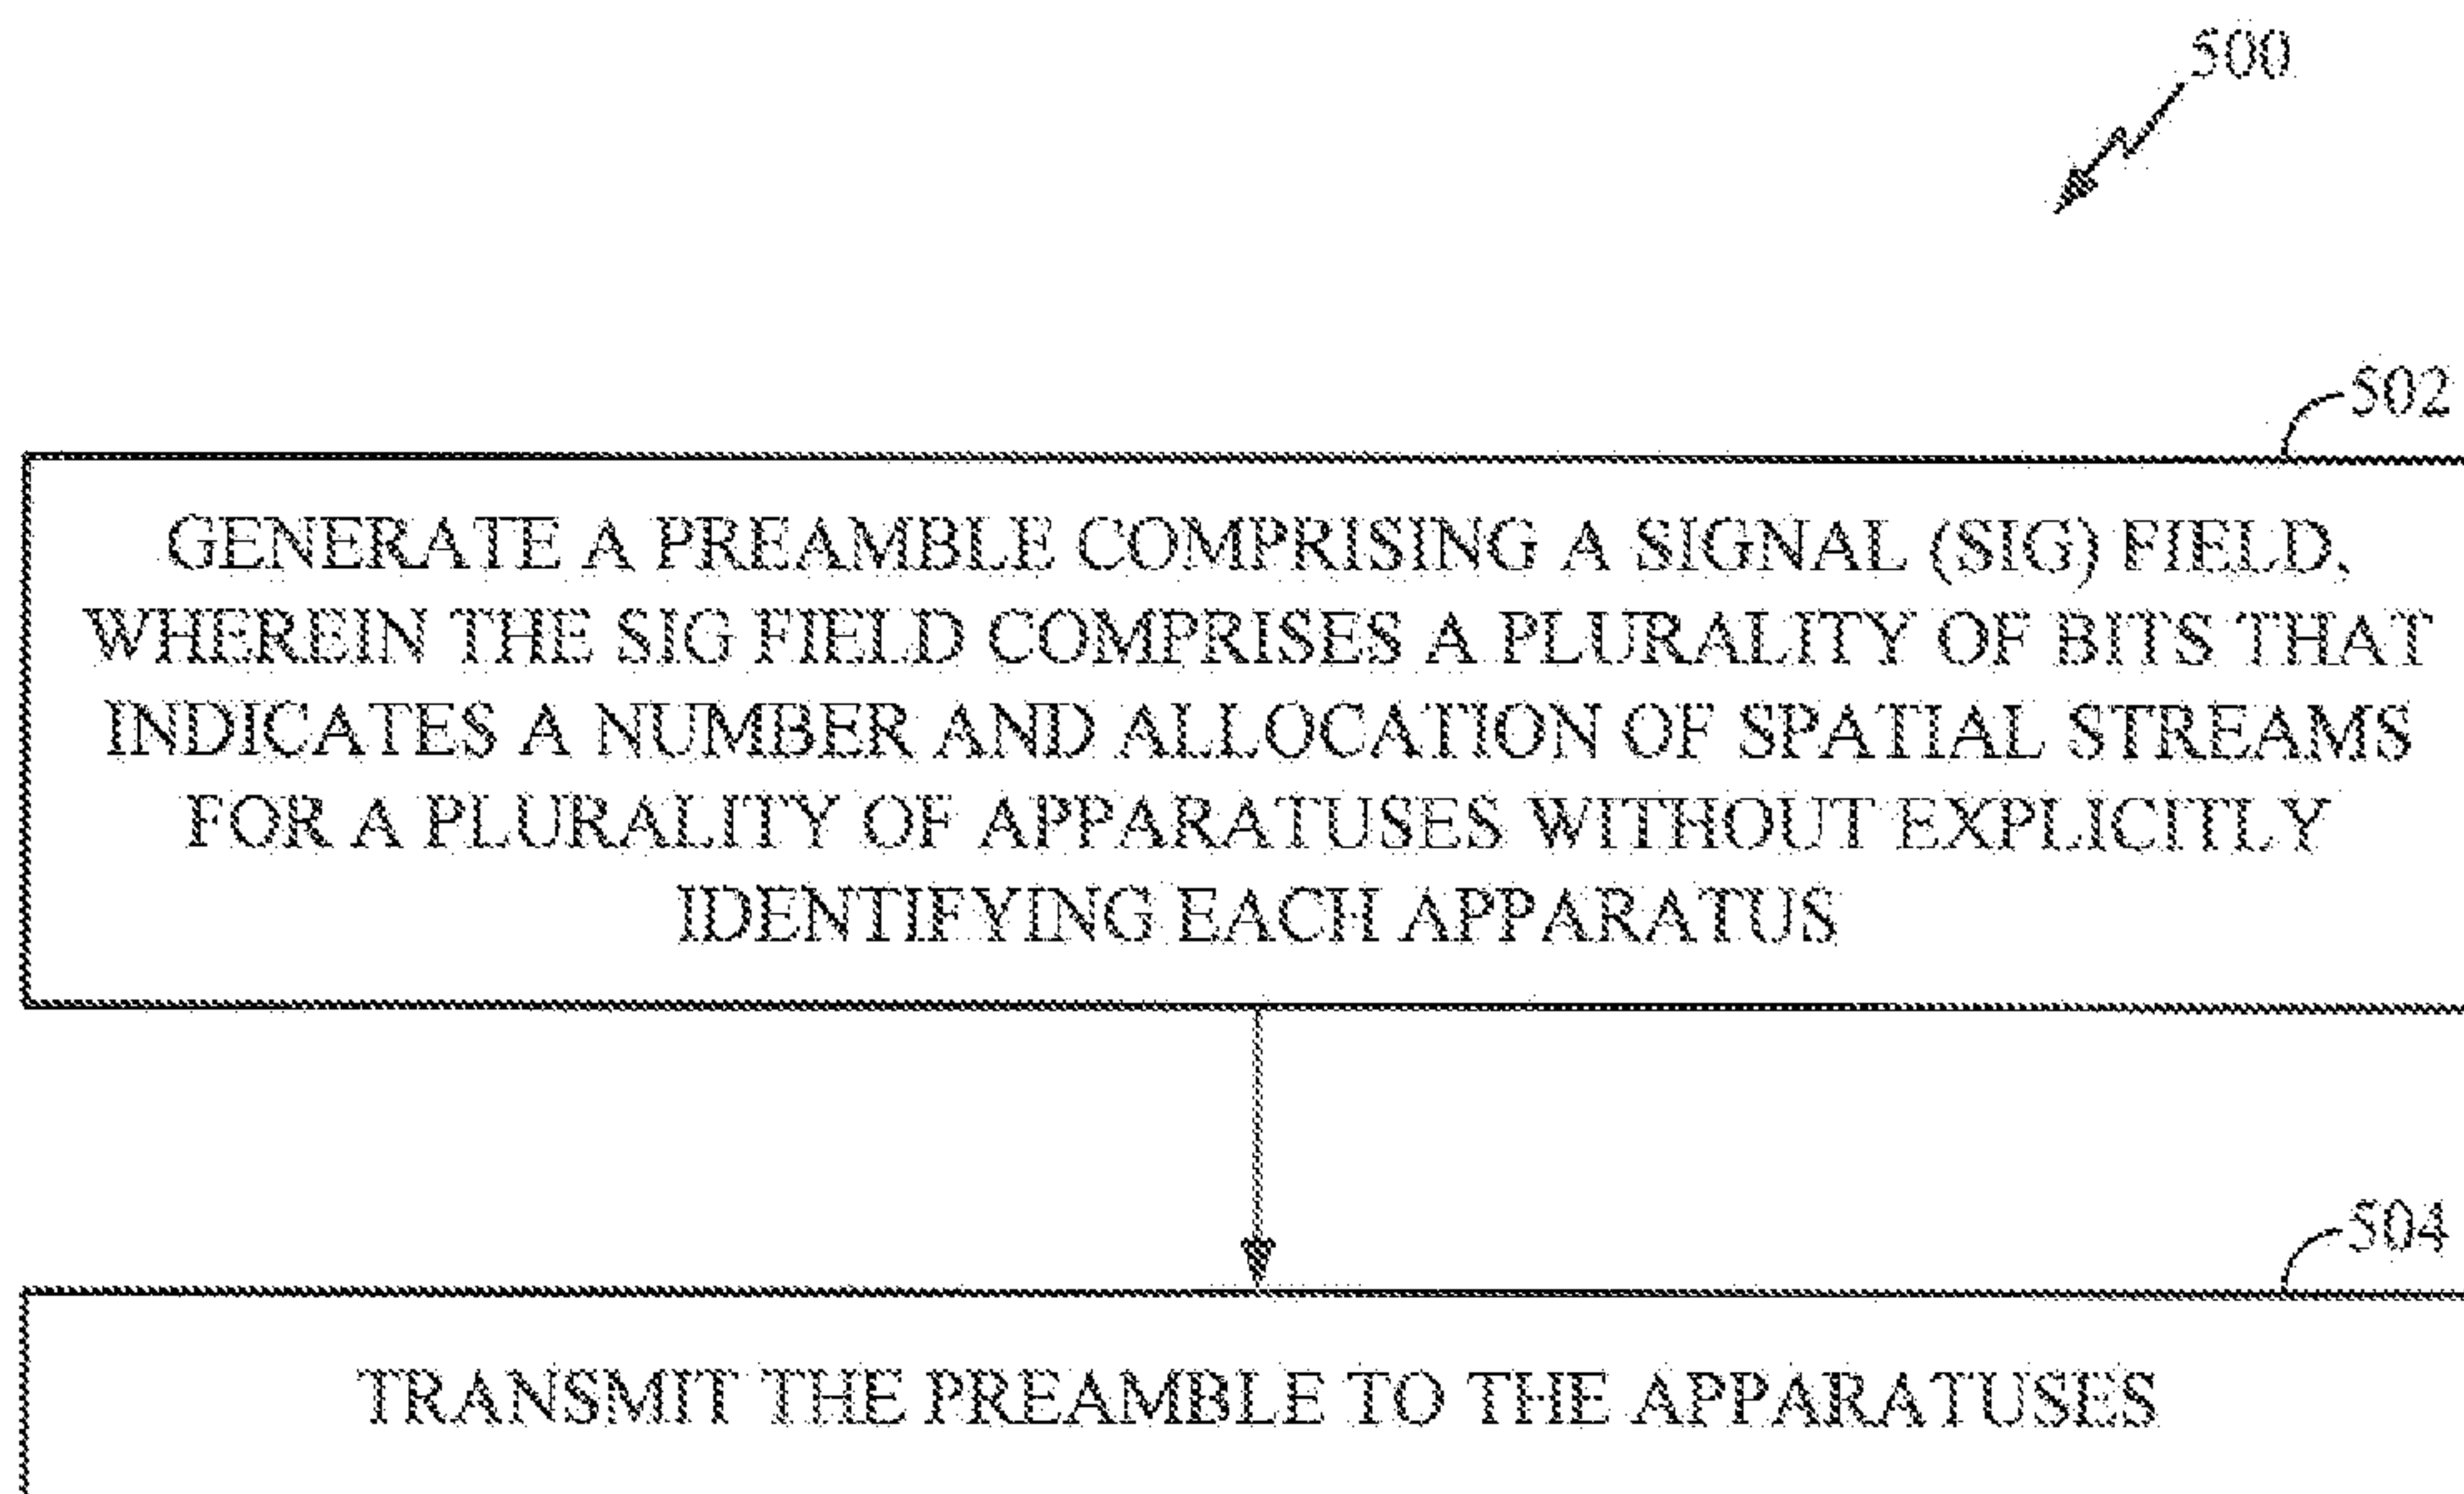 500
502
GENERATE A PREAMBLE COMPRISING A SIGNAL (SIG) FIELD,
WHEREIN THE SIG FIELD COMPRISES A PLURALITY OF BITS THAT
INDICATES A NUMBER AND ALLOCATION OF SPATIAL STREAMS
FOR A PLURALITY OF APPARATUSES WITHOUT EXPLICITLY
IDENTIFYING EACH APPARATUS
504
TRANSMIT THE PREAMBLE TO THE APPARATUSES